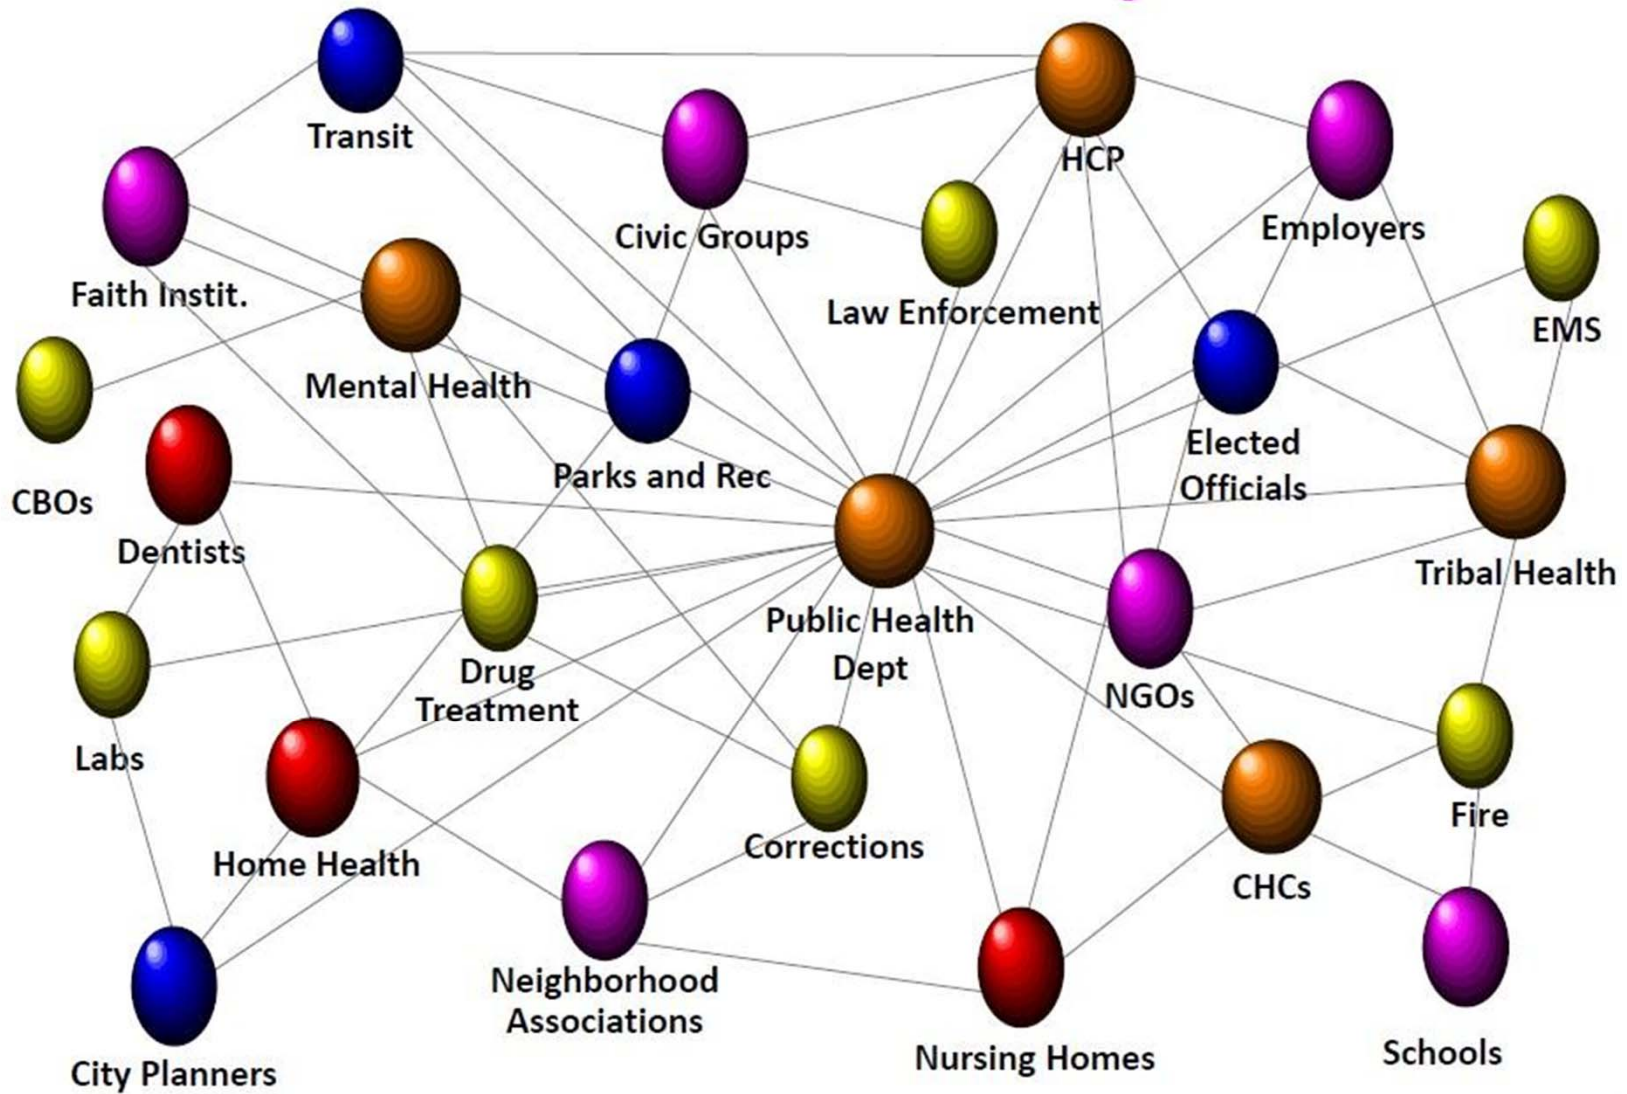 Transit
HCP
Civic Groups
Employers
Faith Instit.
Law Enforcement
EMS
Mental Health
Parks and Rec
Elected
Officials
CBOs
Dentists
Tribal Health
Public Health
Dept
Drug
Treatment
NGOs
Labs
Fire
Home Health
Corrections
CHCs
Neighborhood
Associations
Nursing Homes
Schools
City Planners